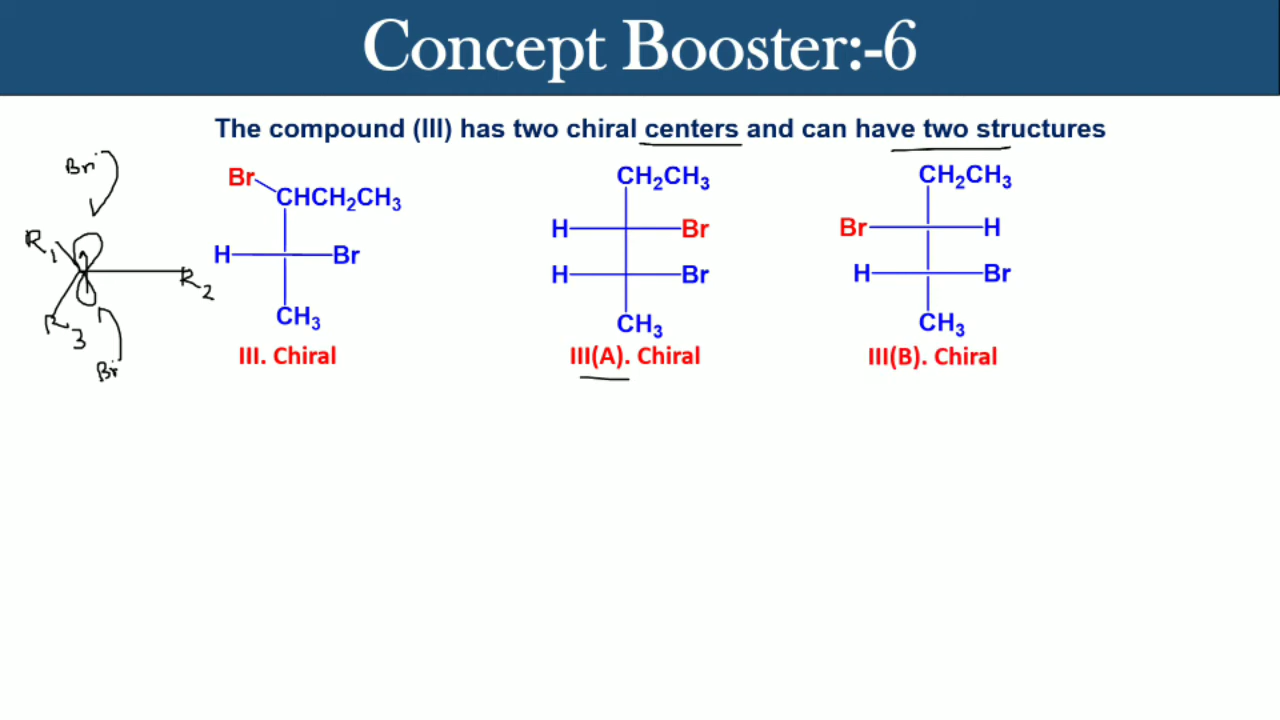 Concept Booster:-6
The compound (III) has two chiral centers and can have two structures
Br
R1
R2
R3
Br
Br
CHCH₂CH₃
H Br
CH₃
III. Chiral
CH₂CH₃
H Br
H Br
CH₃
III(A). Chiral
CH₂CH₃
Br H
H Br
CH₃
III(B). Chiral